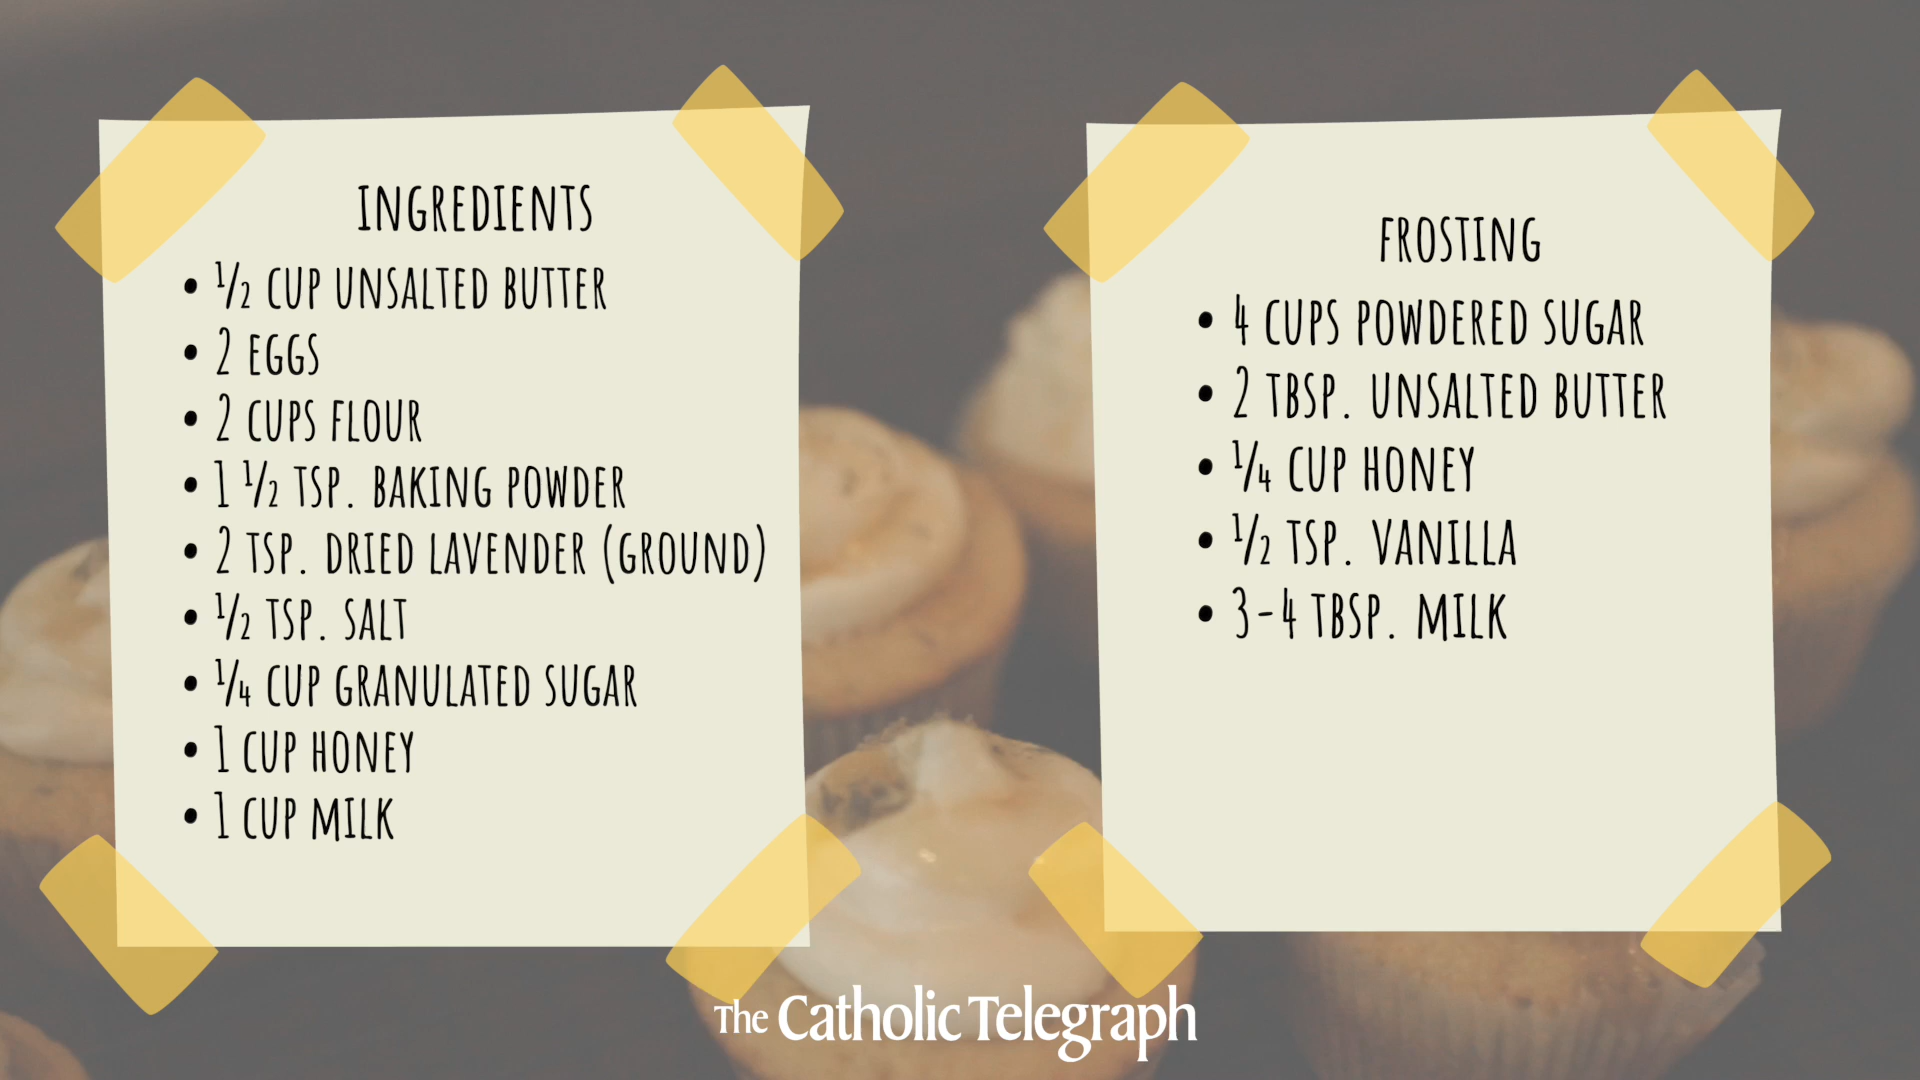 INGREDIENTS
• ½ CUP UNSALTED BUTTER
• 2 EGGS
• 2 CUPS FLOUR
• 1 ½ TSP. BAKING POWDER
• 2 TSP. DRIED LAVENDER (GROUND)
• ½ TSP. SALT
• ¼ CUP GRANULATED SUGAR
• 1 CUP HONEY
• 1 CUP MILK
FROSTING
• 4 CUPS POWDERED SUGAR
• 2 TBSP. UNSALTED BUTTER
• ¼ CUP HONEY
• ½ TSP. VANILLA
• 3-4 TBSP. MILK
The Catholic Telegraph